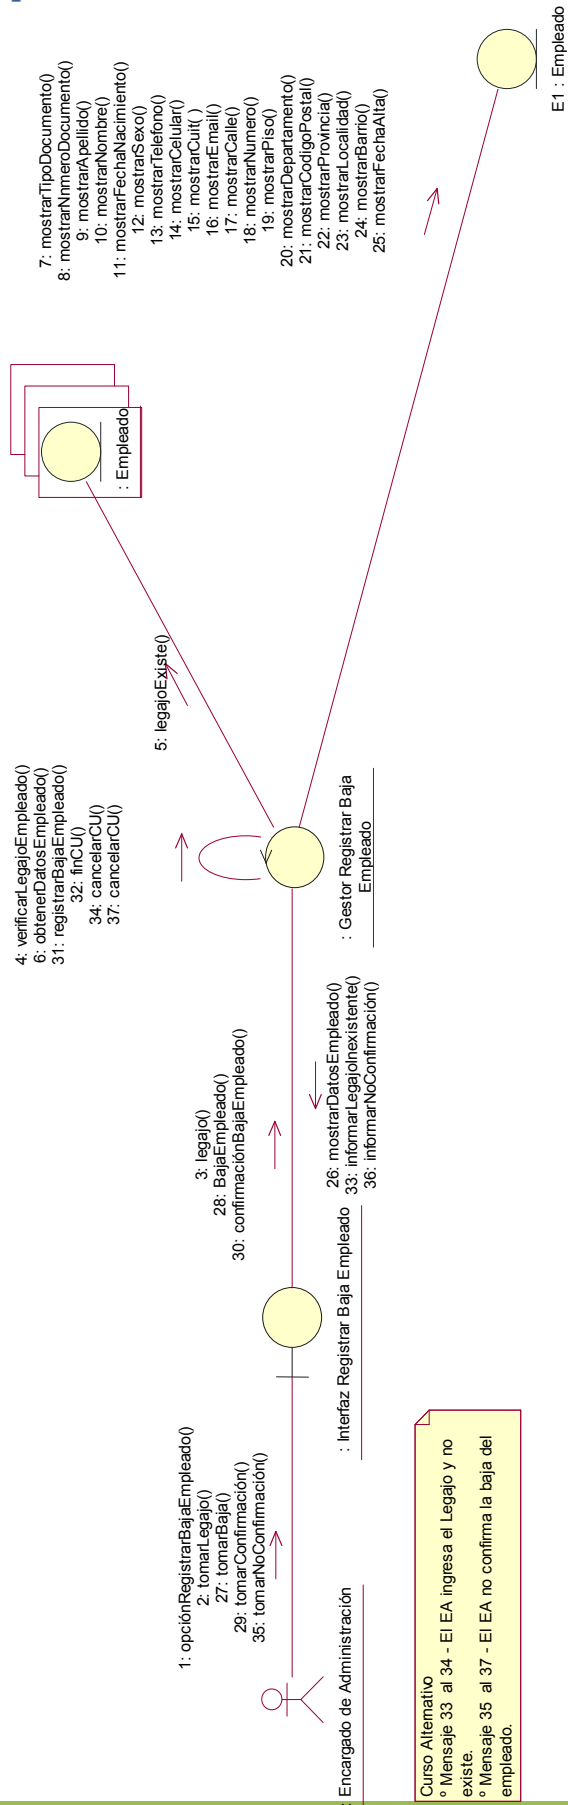 1: opciónRegistrarBajaEmpleado()
2: tomarLegajo()
27: tomarBaja()
29: tomarConfirmación()
35: tomarNoConfirmación()
: Encargado de Administración
3: legajo()
28: BajaEmpleado()
30: confirmaciónBajaEmpleado()
: Interfaz Registrar Baja Empleado
26: mostrarDatosEmpleado()
33: informarLegajoInexistente()
36: informarNoConfirmación()
4: verificarLegajoEmpleado()
6: obtenerDatosEmpleado()
31: registrarBajaEmpleado()
32: finCU()
34: cancelarCU()
37: cancelarCU()
: Gestor Registrar Baja
Empleado
5: legajoExiste()
: Empleado
7: mostrarTipoDocumento()
8: mostrarNnmeroDocumento()
9: mostrarApellido()
10: mostrarNombre()
11: mostrarFechaNacimiento()
12: mostrarSexo()
13: mostrarTelefono()
14: mostrarCelular()
15: mostrarCuit( )
16: mostrarEmail()
17: mostrarCalle()
18: mostrarNumero()
19: mostrarPiso()
20: mostrarDepartamento()
21: mostrarCodigoPostal()
22: mostrarProvincia()
23: mostrarLocalidad()
24: mostrarBarrio()
25: mostrarFechaAlta()
E1 : Empleado
Curso Alternativo
º Mensaje 33 al 34 - El EA ingresa el Legajo y no
existe.
º Mensaje 35 al 37 - El EA no confirma la baja del
empleado.